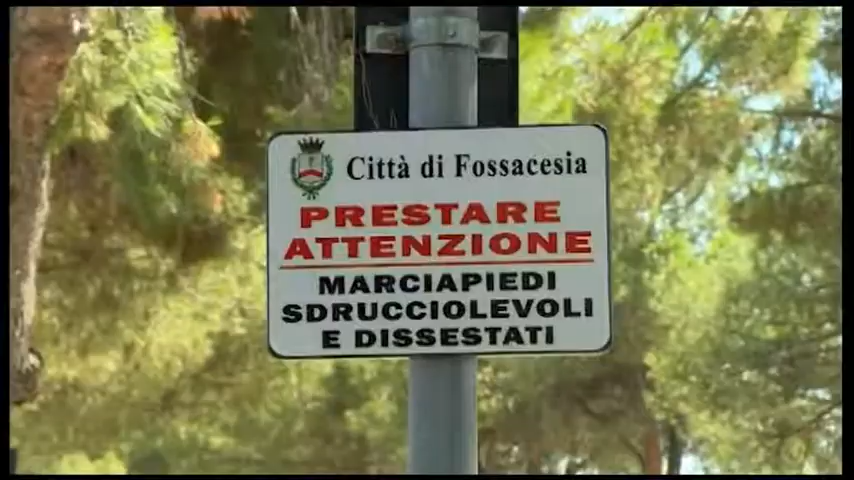 Città di Fossacesia
PRESTARE
ATTENZIONE
MARCIAPIEDI
SDRUCCIOLEVOLI
E DISSESTATI